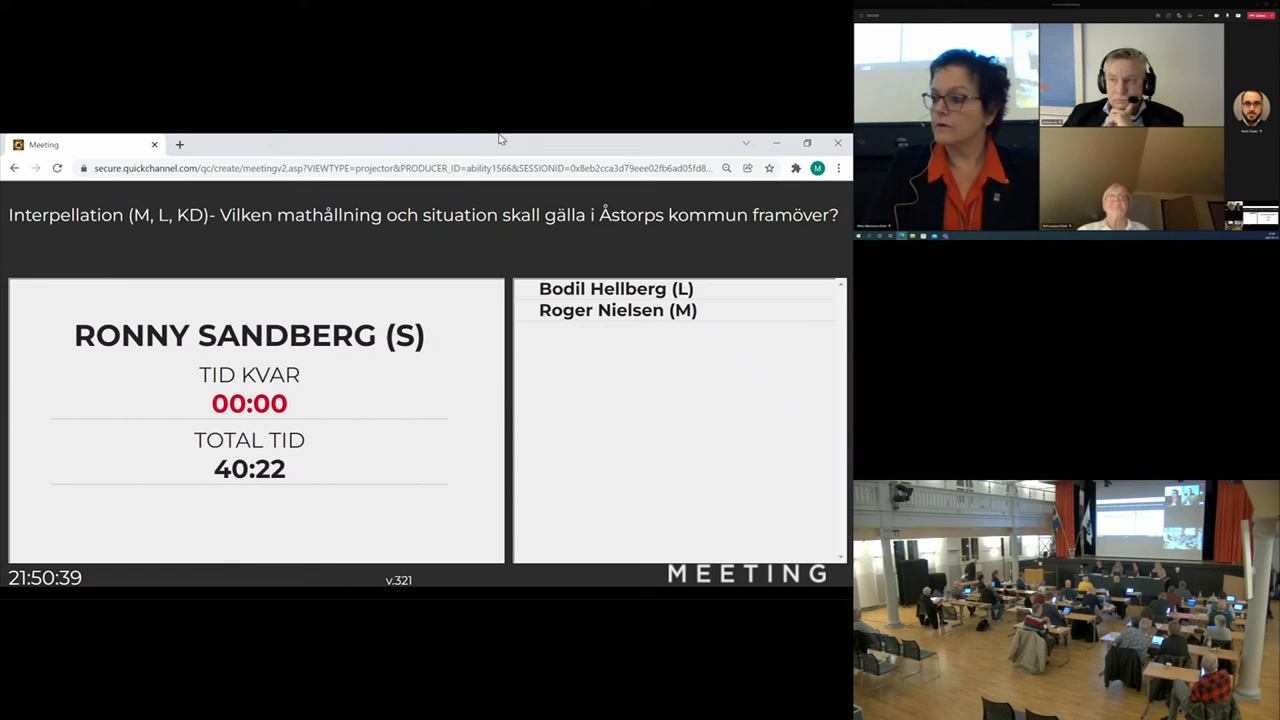 Meeting
secure.quickchannel.com/qc/create/meetingv2.asp?VIEWTYPE=projector&PRODUCER_ID=ability1566&SESSIONID=0x8eb2cca3d79eee02fb6ad05fd8...
M
Interpellation (M, L, KD)- Vilken mathållning och situation skall gälla i Åstorps kommun framöver?
RONNY SANDBERG (S)
TID KVAR
00:00
TOTAL TID
40:22
Bodil Hellberg (L)
Roger Nielsen (M)
21:50:39
v.321
MEETING